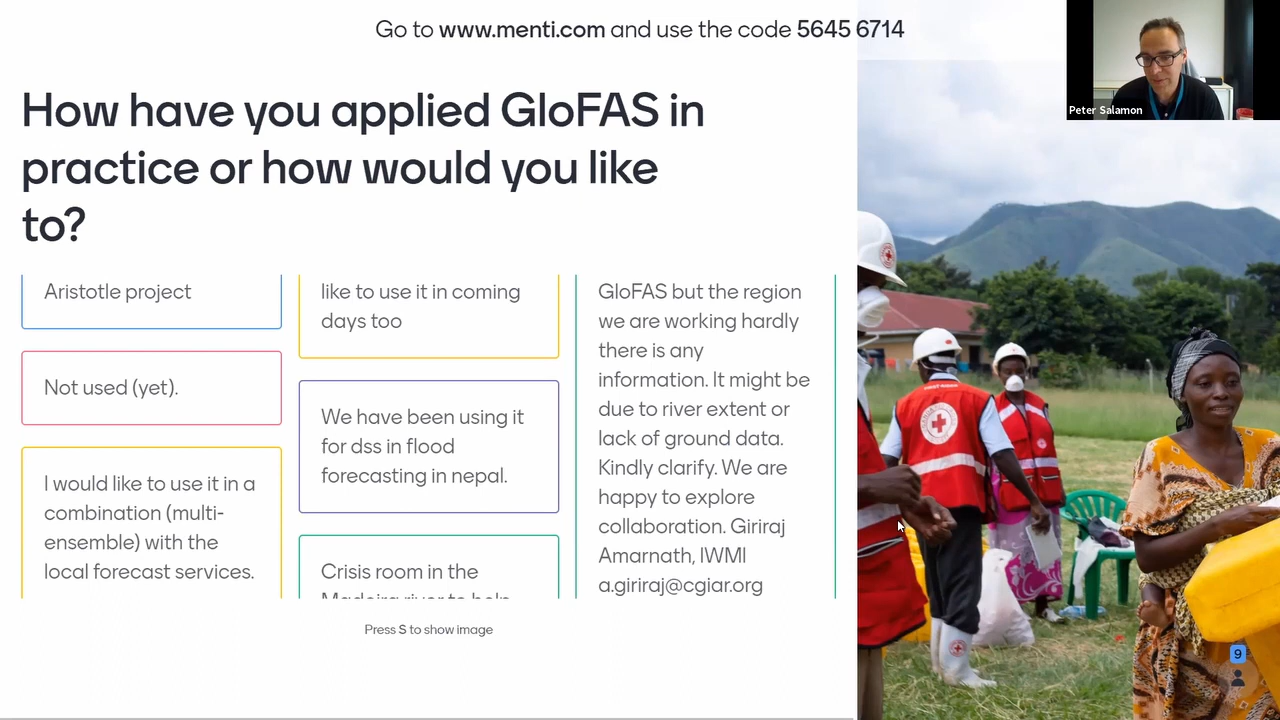 Go to www.menti.com and use the code 5645 6714
Peter Salamon
How have you applied GloFAS in
practice or how would you like
to?
Aristotle project
Not used (yet).
I would like to use it in a
combination (multi-
ensemble) with the
local forecast services.
like to use it in coming
days too
We have been using it
for dss in flood
forecasting in nepal.
Crisis room in the
Madeira river to help
GloFAS but the region
we are working hardly
there is any
information. It might be
due to river extent or
lack of ground data.
Kindly clarify. We are
happy to explore
collaboration. Giriraj
Amarnath, IWMI
a.giriraj@cgiar.org
Press S to show image
9